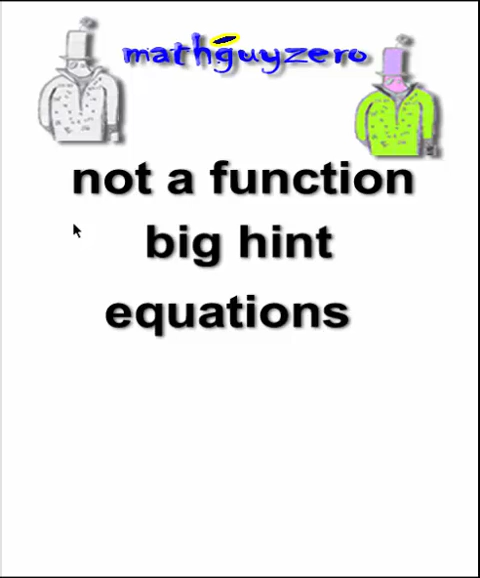 mathguyzero
not a function
big hint
equations